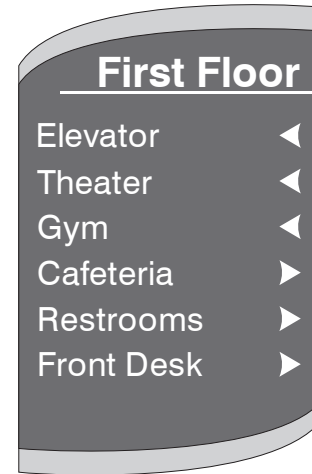 First Floor
Elevator
Theater
Gym
Cafeteria
Restrooms
Front Desk